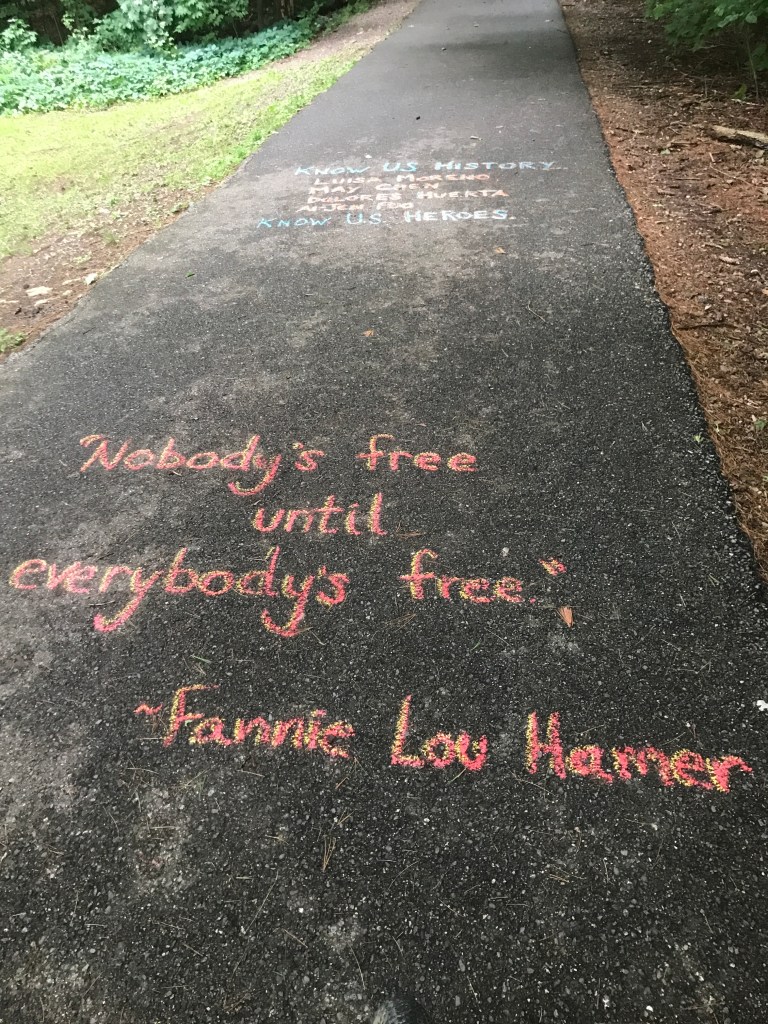 KNOW US HISTORY
LUISA MORENO
MAY CHEN
DOLORES HUERTA
KNOW U.S. HEROES.
"Nobody's free
until
everybody's free."
~Fannie Lou Hamer